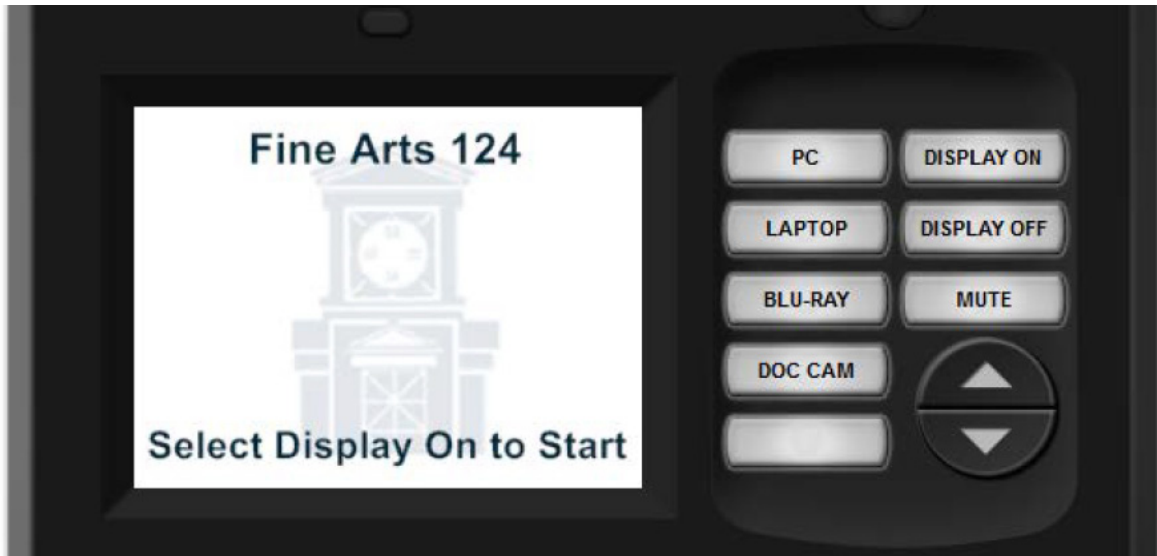 Fine Arts 124
Select Display On to Start
PC
DISPLAY ON
LAPTOP
DISPLAY OFF
BLU-RAY
MUTE
DOC CAM